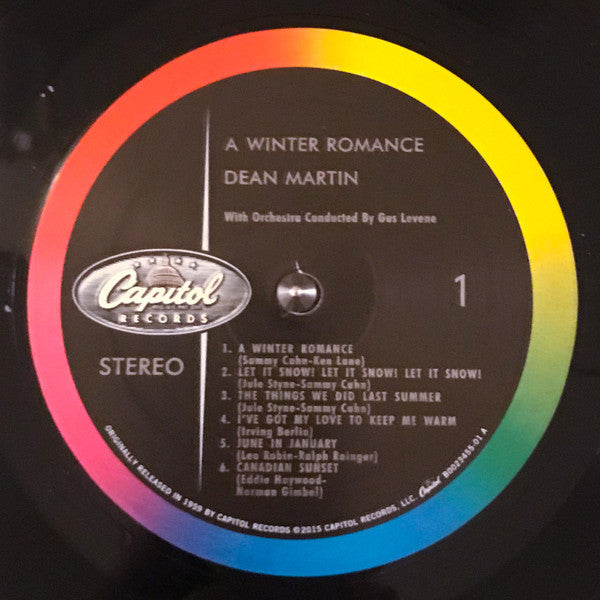 A WINTER ROMANCE
DEAN MARTIN
With Orchestra Conducted By Gus Levene
Capitol
RECORDS
1
STEREO
1. A WINTER ROMANCE
(Sammy Cahn-Ken Lane)
2. LET IT SNOW! LET IT SNOW! LET IT SNOW!
(Jule Styne-Sammy Cahn)
3. THE THINGS WE DID LAST SUMMER
(Jule Styne-Sammy Cahn)
4. I'VE GOT MY LOVE TO KEEP ME WARM
(Irving Berlin)
5. JUNE IN JANUARY
(Leo Robin-Ralph Rainger)
6. CANADIAN SUNSET
(Eddie Heywood-
Norman Gimbel)
ORIGINALLY RELEASED IN 1959 BY CAPITOL RECORDS ©2015 CAPITOL RECORDS, LLC. Capitol B0023455-01 A